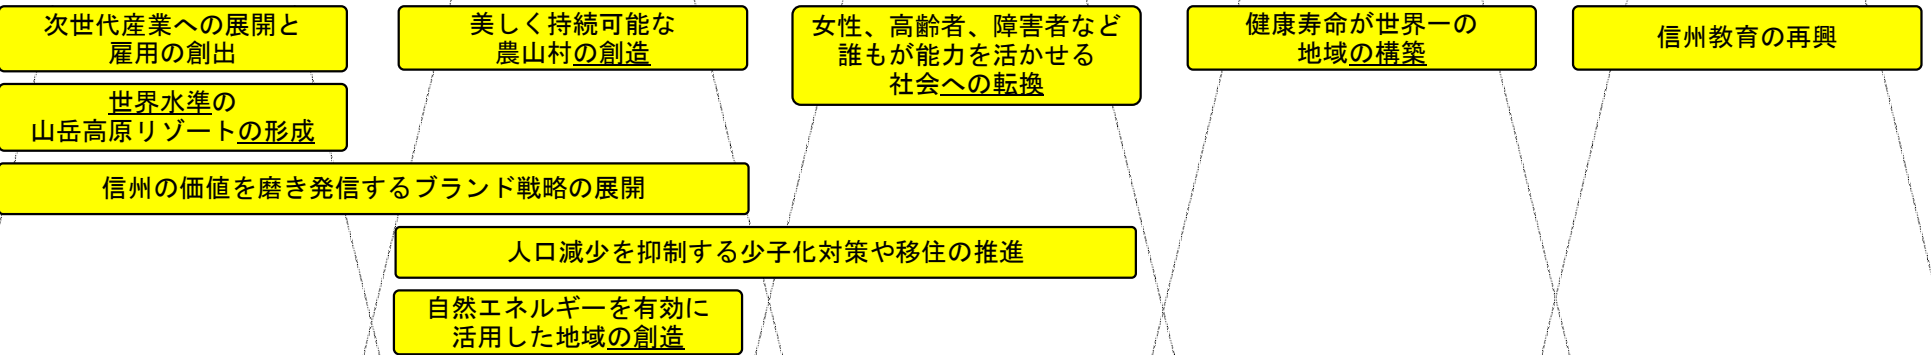 次世代産業への展開と
雇用の創出
美しく持続可能な
農山村の創造
女性、高齢者、障害者など
誰もが能力を活かせる
社会への転換
健康寿命が世界一の
地域の構築
信州教育の再興
世界水準の
山岳高原リゾートの形成
信州の価値を磨き発信するブランド戦略の展開
人口減少を抑制する少子化対策や移住の推進
自然エネルギーを有効に
活用した地域の創造